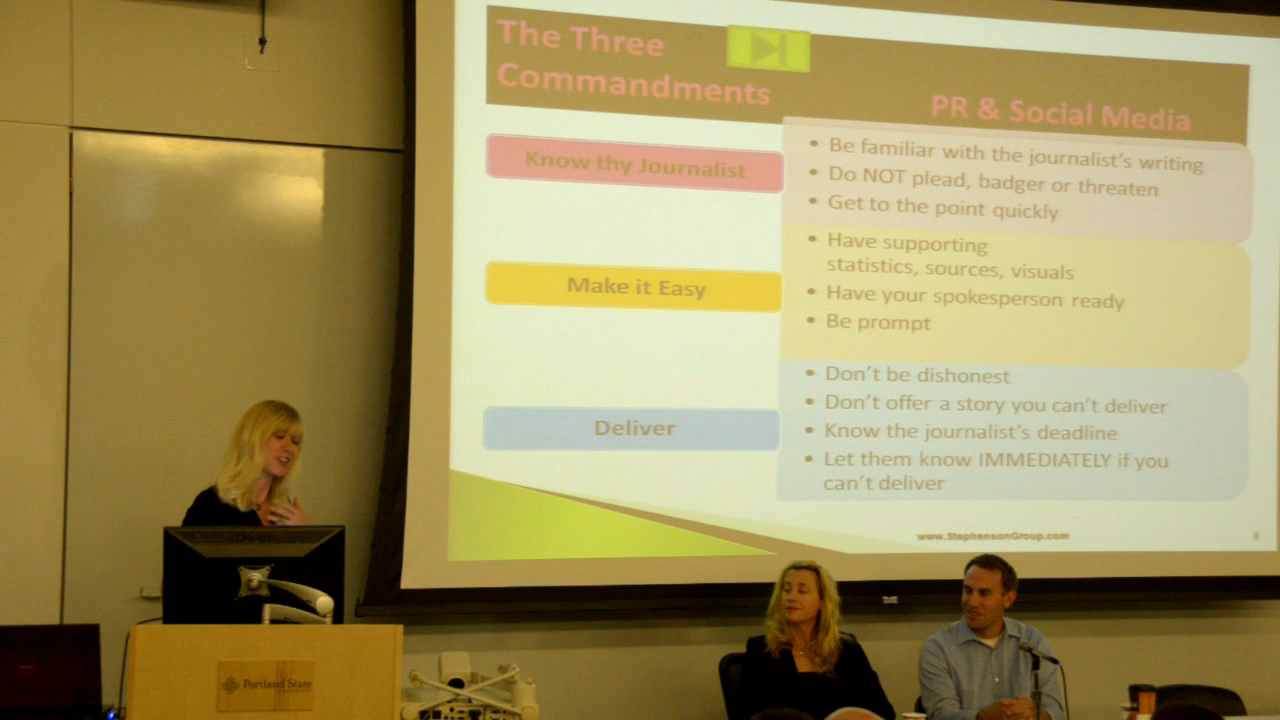 The Three
Commandments
PR & Social Media
Know thy Journalist
• Be familiar with the journalist's writing
• Do NOT plead, badger or threaten
• Get to the point quickly
Make it Easy
• Have supporting
statistics, sources, visuals
• Have your spokesperson ready
• Be prompt
Deliver
• Don't be dishonest
• Don't offer a story you can't deliver
• Know the journalist's deadline
• Let them know IMMEDIATELY if you
can't deliver
www.StephensonGroup.com
8
Portland State
UNIVERSITY